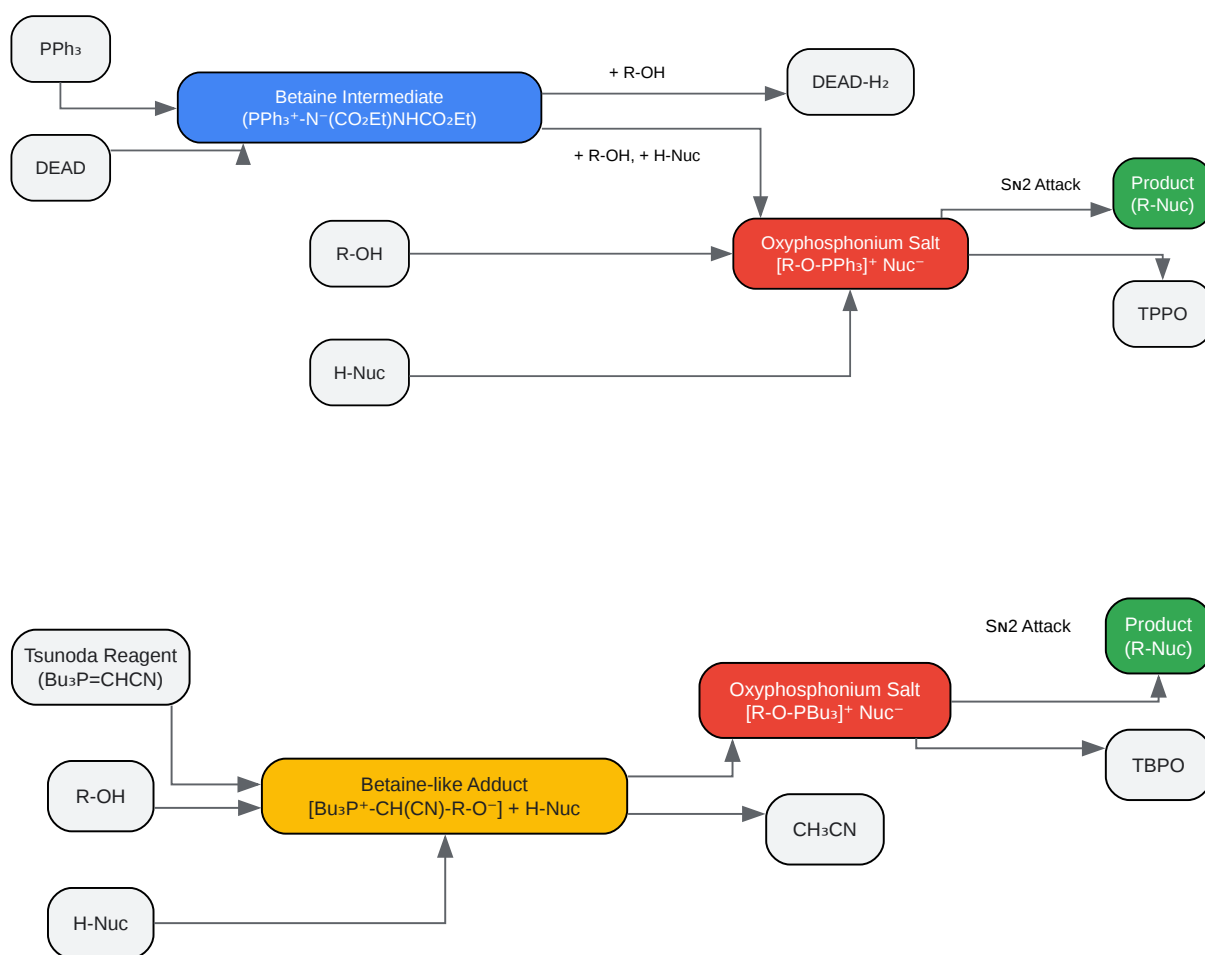 PPh₃
Betaine Intermediate
(PPh₃⁺-N⁻(CO₂Et)NHCO₂Et)
+ R-OH
DEAD-H₂
DEAD
+ R-OH, + H-Nuc
Sɴ2 Attack
Product
(R-Nuc)
R-OH
Oxyphosphonium Salt
[R-O-PPh₃]⁺ Nuc⁻
TPPO
H-Nuc
Tsunoda Reagent
(Bu₃P=CHCN)
Sɴ2 Attack
Product
(R-Nuc)
Oxyphosphonium Salt
[R-O-PBu₃]⁺ Nuc⁻
TBPO
R-OH
Betaine-like Adduct
[Bu₃P⁺-CH(CN)-R-O⁻] + H-Nuc
CH₃CN
H-Nuc